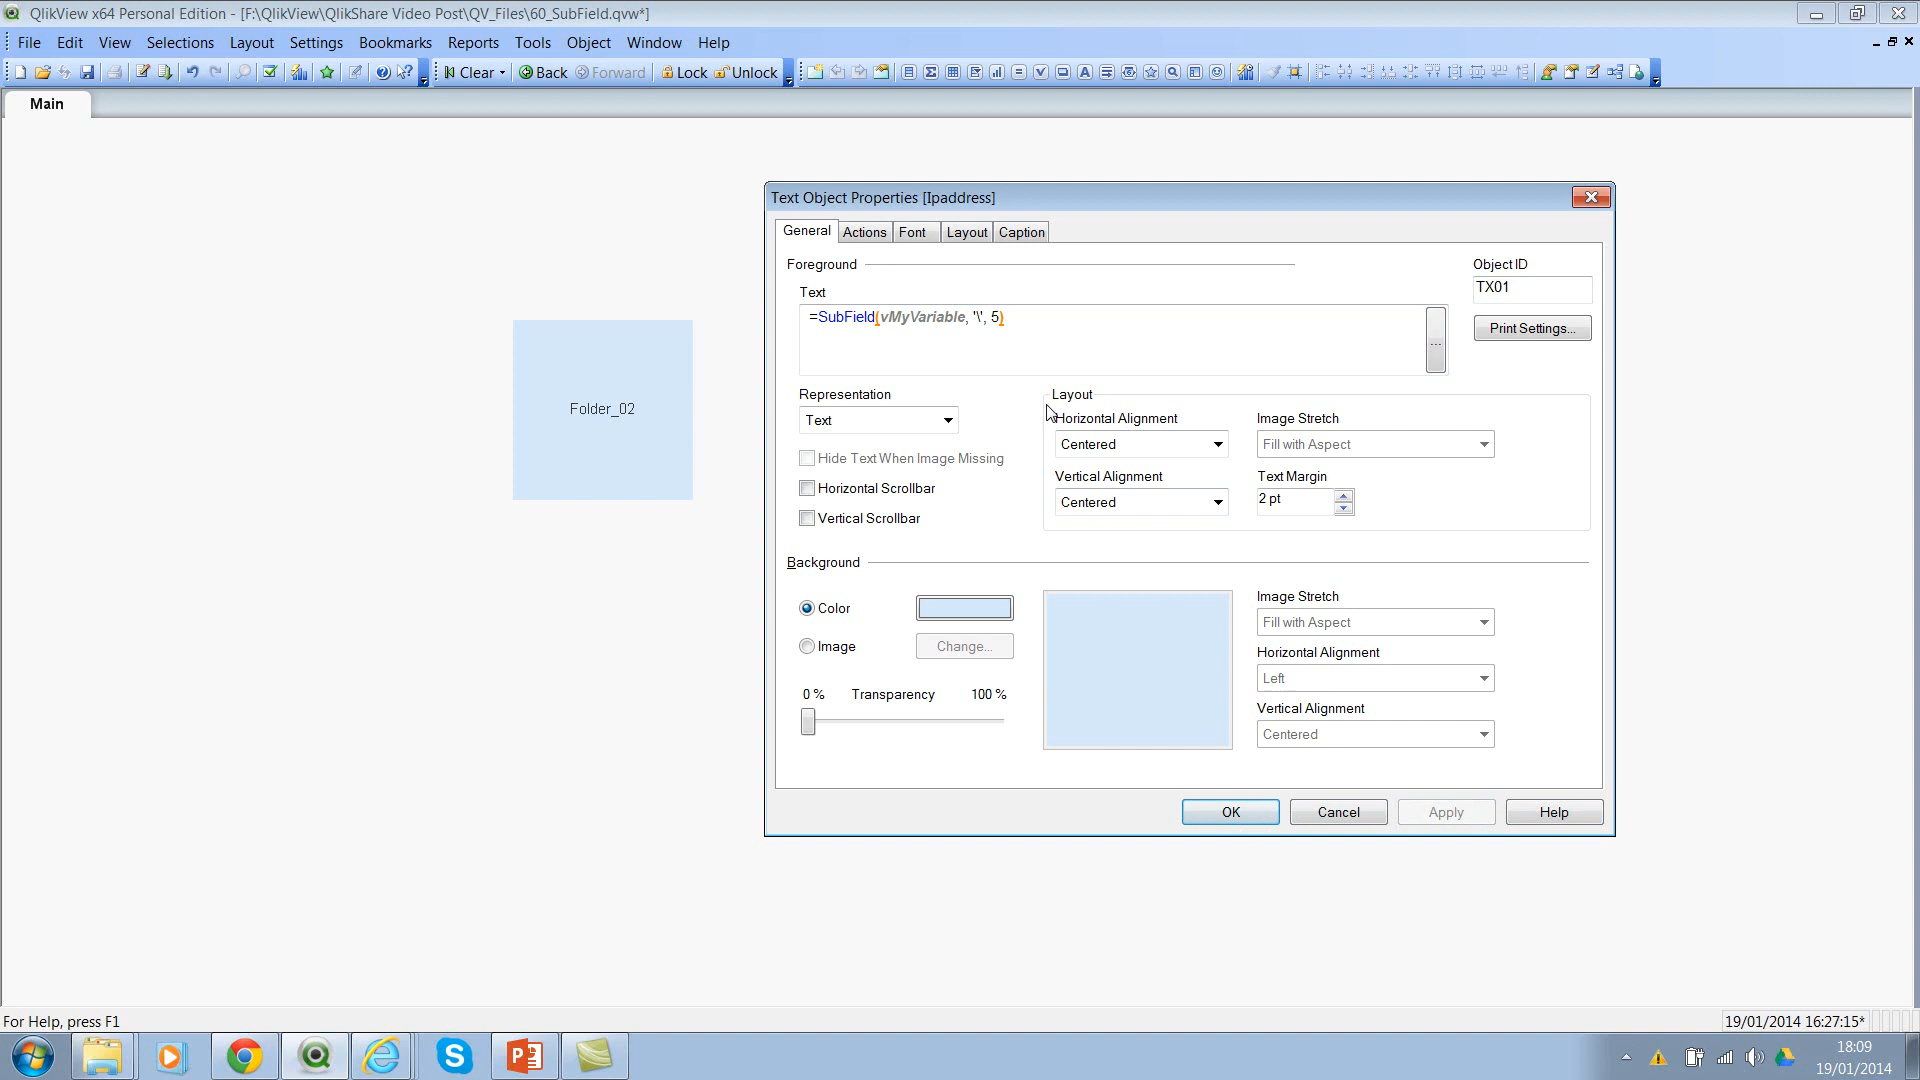 QlikView x64 Personal Edition - [F:\QlikView\QlikShare Video Post\QV_Files\60_SubField.qvw*]
File Edit View Selections Layout Settings Bookmarks Reports Tools Object Window Help
Clear Back Forward Lock Unlock
Main
Text Object Properties [Ipaddress]
General Actions Font Layout Caption
Foreground
Object ID
Text
TX01
=SubField(vMyVariable, '\', 5)
Print Settings...
...
Representation
Layout
Text
Horizontal Alignment
Image Stretch
Centered
Fill with Aspect
Hide Text When Image Missing
Vertical Alignment
Text Margin
Horizontal Scrollbar
Centered
2 pt
Vertical Scrollbar
Folder_02
Background
Color
Image Stretch
Fill with Aspect
Image
Change...
Horizontal Alignment
Left
0 % Transparency 100 %
Vertical Alignment
Centered
OK Cancel Apply Help
For Help, press F1
19/01/2014 16:27:15*
18:09
19/01/2014